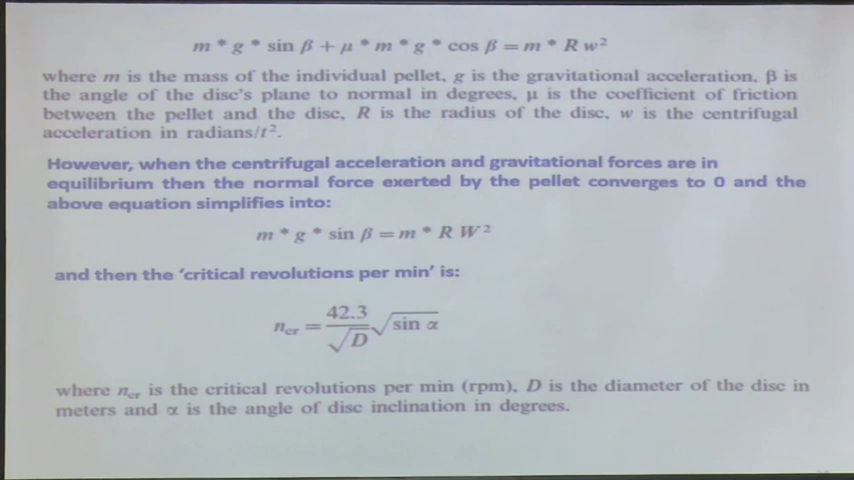 m * g * sin β + μ * m * g * cos β = m * R w²
where m is the mass of the individual pellet, g is the gravitational acceleration, β is
the angle of the disc's plane to normal in degrees, μ is the coefficient of friction
between the pellet and the disc, R is the radius of the disc, w is the centrifugal
acceleration in radians/t².
However, when the centrifugal acceleration and gravitational forces are in
equilibrium then the normal force exerted by the pellet converges to 0 and the
above equation simplifies into:
m * g * sin β = m * R W²
and then the 'critical revolutions per min' is:
n_cr = 42.3/√D √sin α
where n_cr is the critical revolutions per min (rpm), D is the diameter of the disc in
meters and α is the angle of disc inclination in degrees.